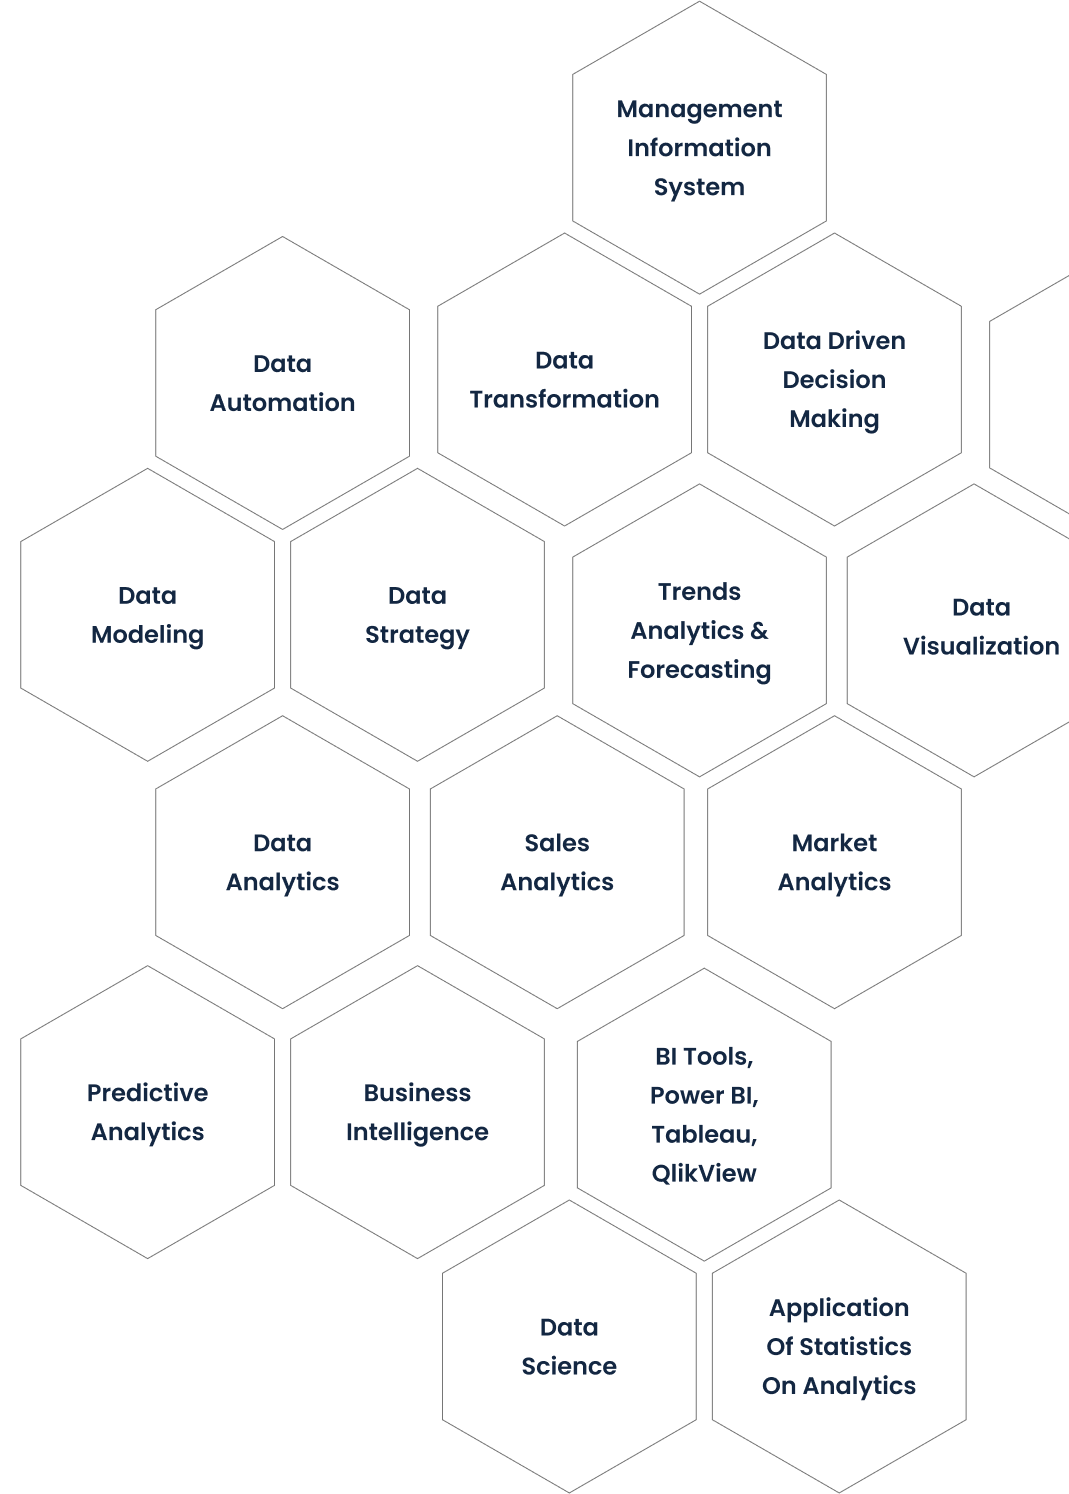 Management
Information
System
Data
Automation
Data
Transformation
Data Driven
Decision
Making
Data
Modeling
Data
Strategy
Trends
Analytics &
Forecasting
Data
Visualization
Data
Analytics
Sales
Analytics
Market
Analytics
Predictive
Analytics
Business
Intelligence
BI Tools,
Power BI,
Tableau,
QlikView
Data
Science
Application
Of Statistics
On Analytics